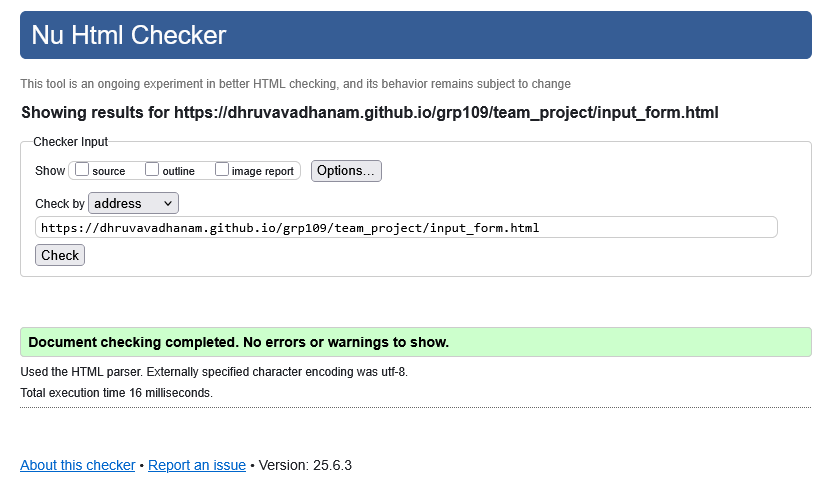 Nu Html Checker
This tool is an ongoing experiment in better HTML checking, and its behavior remains subject to change
Showing results for https://dhruvavadhanam.github.io/grp109/team_project/input_form.html
Checker Input
Show source outline image report Options...
Check by address
https://dhruvavadhanam.github.io/grp109/team_project/input_form.html
Check
Document checking completed. No errors or warnings to show.
Used the HTML parser. Externally specified character encoding was utf-8.
Total execution time 16 milliseconds.
About this checker • Report an issue • Version: 25.6.3